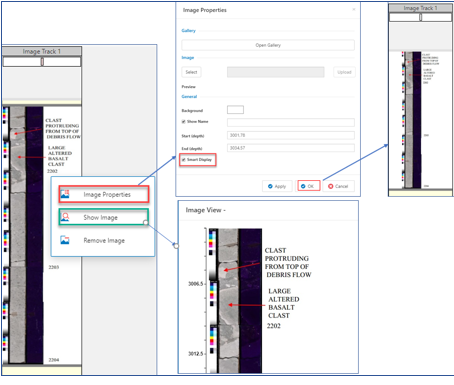 Image Track 1
CLAST
PROTRUDING
FROM TOP OF
DEBRIS FLOW
LARGE
ALTERED
BASALT
CLAST
2202
2203
2204
Image Properties
Show Image
Remove Image
Image Properties
Gallery
Open Gallery
Image
Select
Upload
Preview
General
Background
Show Name
Start (depth)
3001.78
End (depth)
Smart Display
Apply
OK
Cancel
Image View -
CLAST
PROTRUDING
FROM TOP OF
DEBRIS FLOW
3006.5
LARGE
ALTERED
BASALT
CLAST
2202
3012.5
Image Track 1